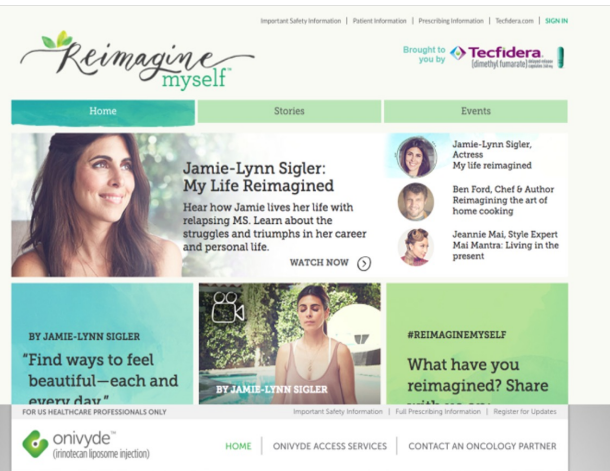 Important Safety Information | Patient Information | Prescribing Information | Tecfidera.com | SIGN IN
Reimagine
myself™
Brought to
you by
Tecfidera
(dimethyl fumarate) delayed-release
capsules 240mg
Home
Stories
Events
Jamie-Lynn Sigler:
My Life Reimagined
Hear how Jamie lives her life with
relapsing MS. Learn about the
struggles and triumphs in her career
and personal life.
WATCH NOW
Jamie-Lynn Sigler,
Actress
My life reimagined
Ben Ford, Chef & Author
Reimagining the art of
home cooking
Jeannie Mai, Style Expert
Mai Mantra: Living in the
present
BY JAMIE-LYNN SIGLER
"Find ways to feel
beautiful—each and
every day"
BY JAMIE-LYNN SIGLER
#REIMAGINEMYSELF
What have you
reimagined? Share
FOR US HEALTHCARE PROFESSIONALS ONLY
Important Safety Information | Full Prescribing Information | Register for Updates
onivyde™
(irinotecan liposome injection)
HOME | ONIVYDE ACCESS SERVICES | CONTACT AN ONCOLOGY PARTNER